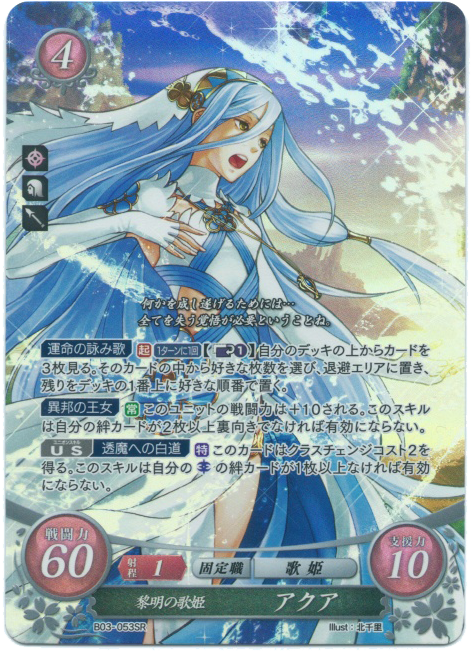 4
何かを成し遂げるためには…
全てを失う覚悟が必要ということね。
運命の詠み歌 起 1ターンに1回 【 1】自分のデッキの上からカードを
3枚見る。そのカードの中から好きな枚数を選び、退避エリアに置き、
残りをデッキの1番上に好きな順番で置く。
異邦の王女 常 このユニットの戦闘力は+10される。このスキル
は自分の絆カードが2枚以上裏向きでなければ有効にならない。
ユニオンスキル
US 透魔への白道 特 このカードはクラスチェンジコスト2を
得る。このスキルは自分の の絆カードが1枚以上なければ有効
にならない。
戦闘力
60
射程 1
固定職
歌姫
支援力
10
黎明の歌姫 アクア
B03-053SR
Illust：北千里